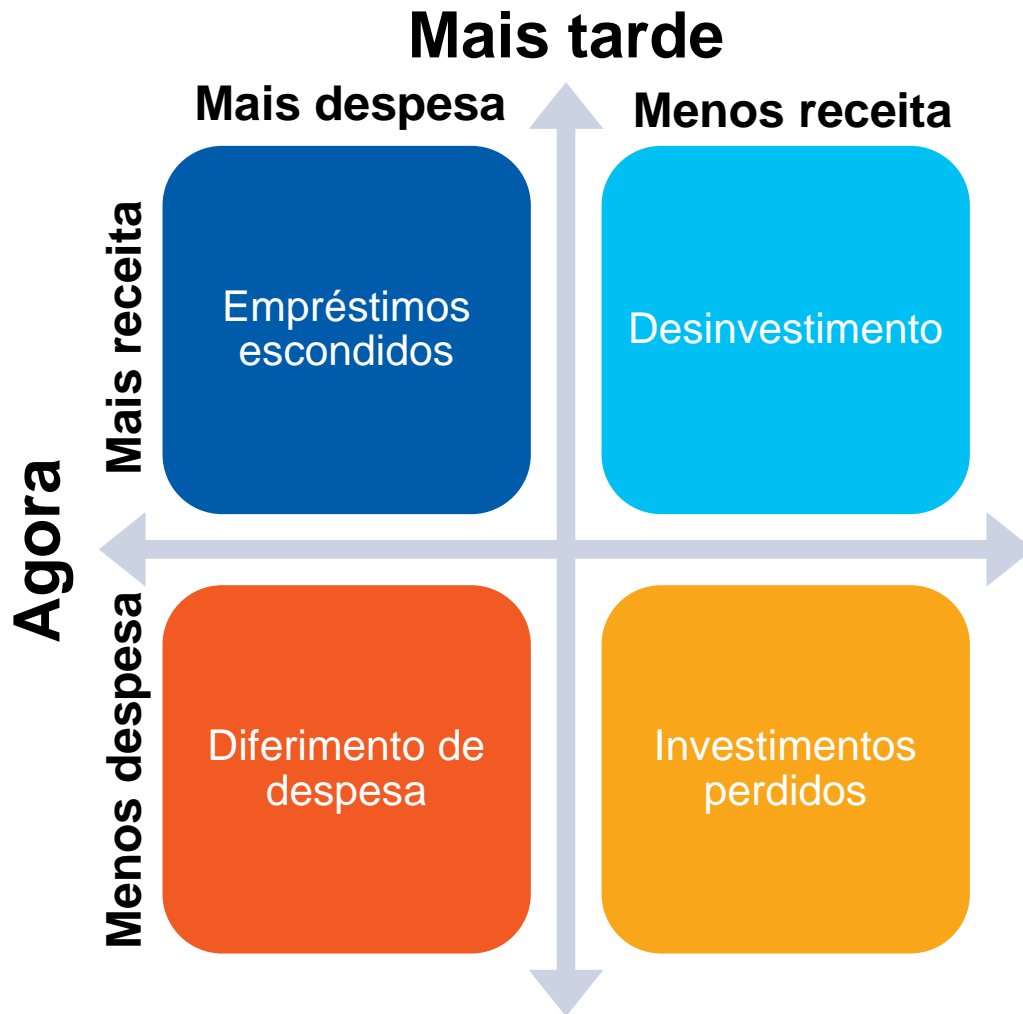 Mais tarde
Mais despesa
Menos receita
Agora
Mais receita
Empréstimos
escondidos
Desinvestimento
Menos despesa
Diferimento de
despesa
Investimentos
perdidos